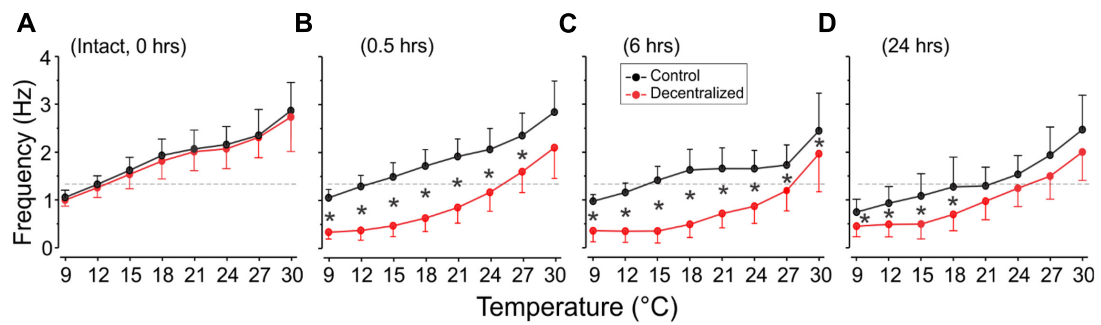 A B C D
(Intact, 0 hrs) (0.5 hrs) (6 hrs) (24 hrs)
4
Control
Decentralized
3
2
1
0
Frequency (Hz)
* * * * * * *
* * * * * * * *
* * * *
9 12 15 18 21 24 27 30 9 12 15 18 21 24 27 30 9 12 15 18 21 24 27 30 9 12 15 18 21 24 27 30
Temperature (°C)